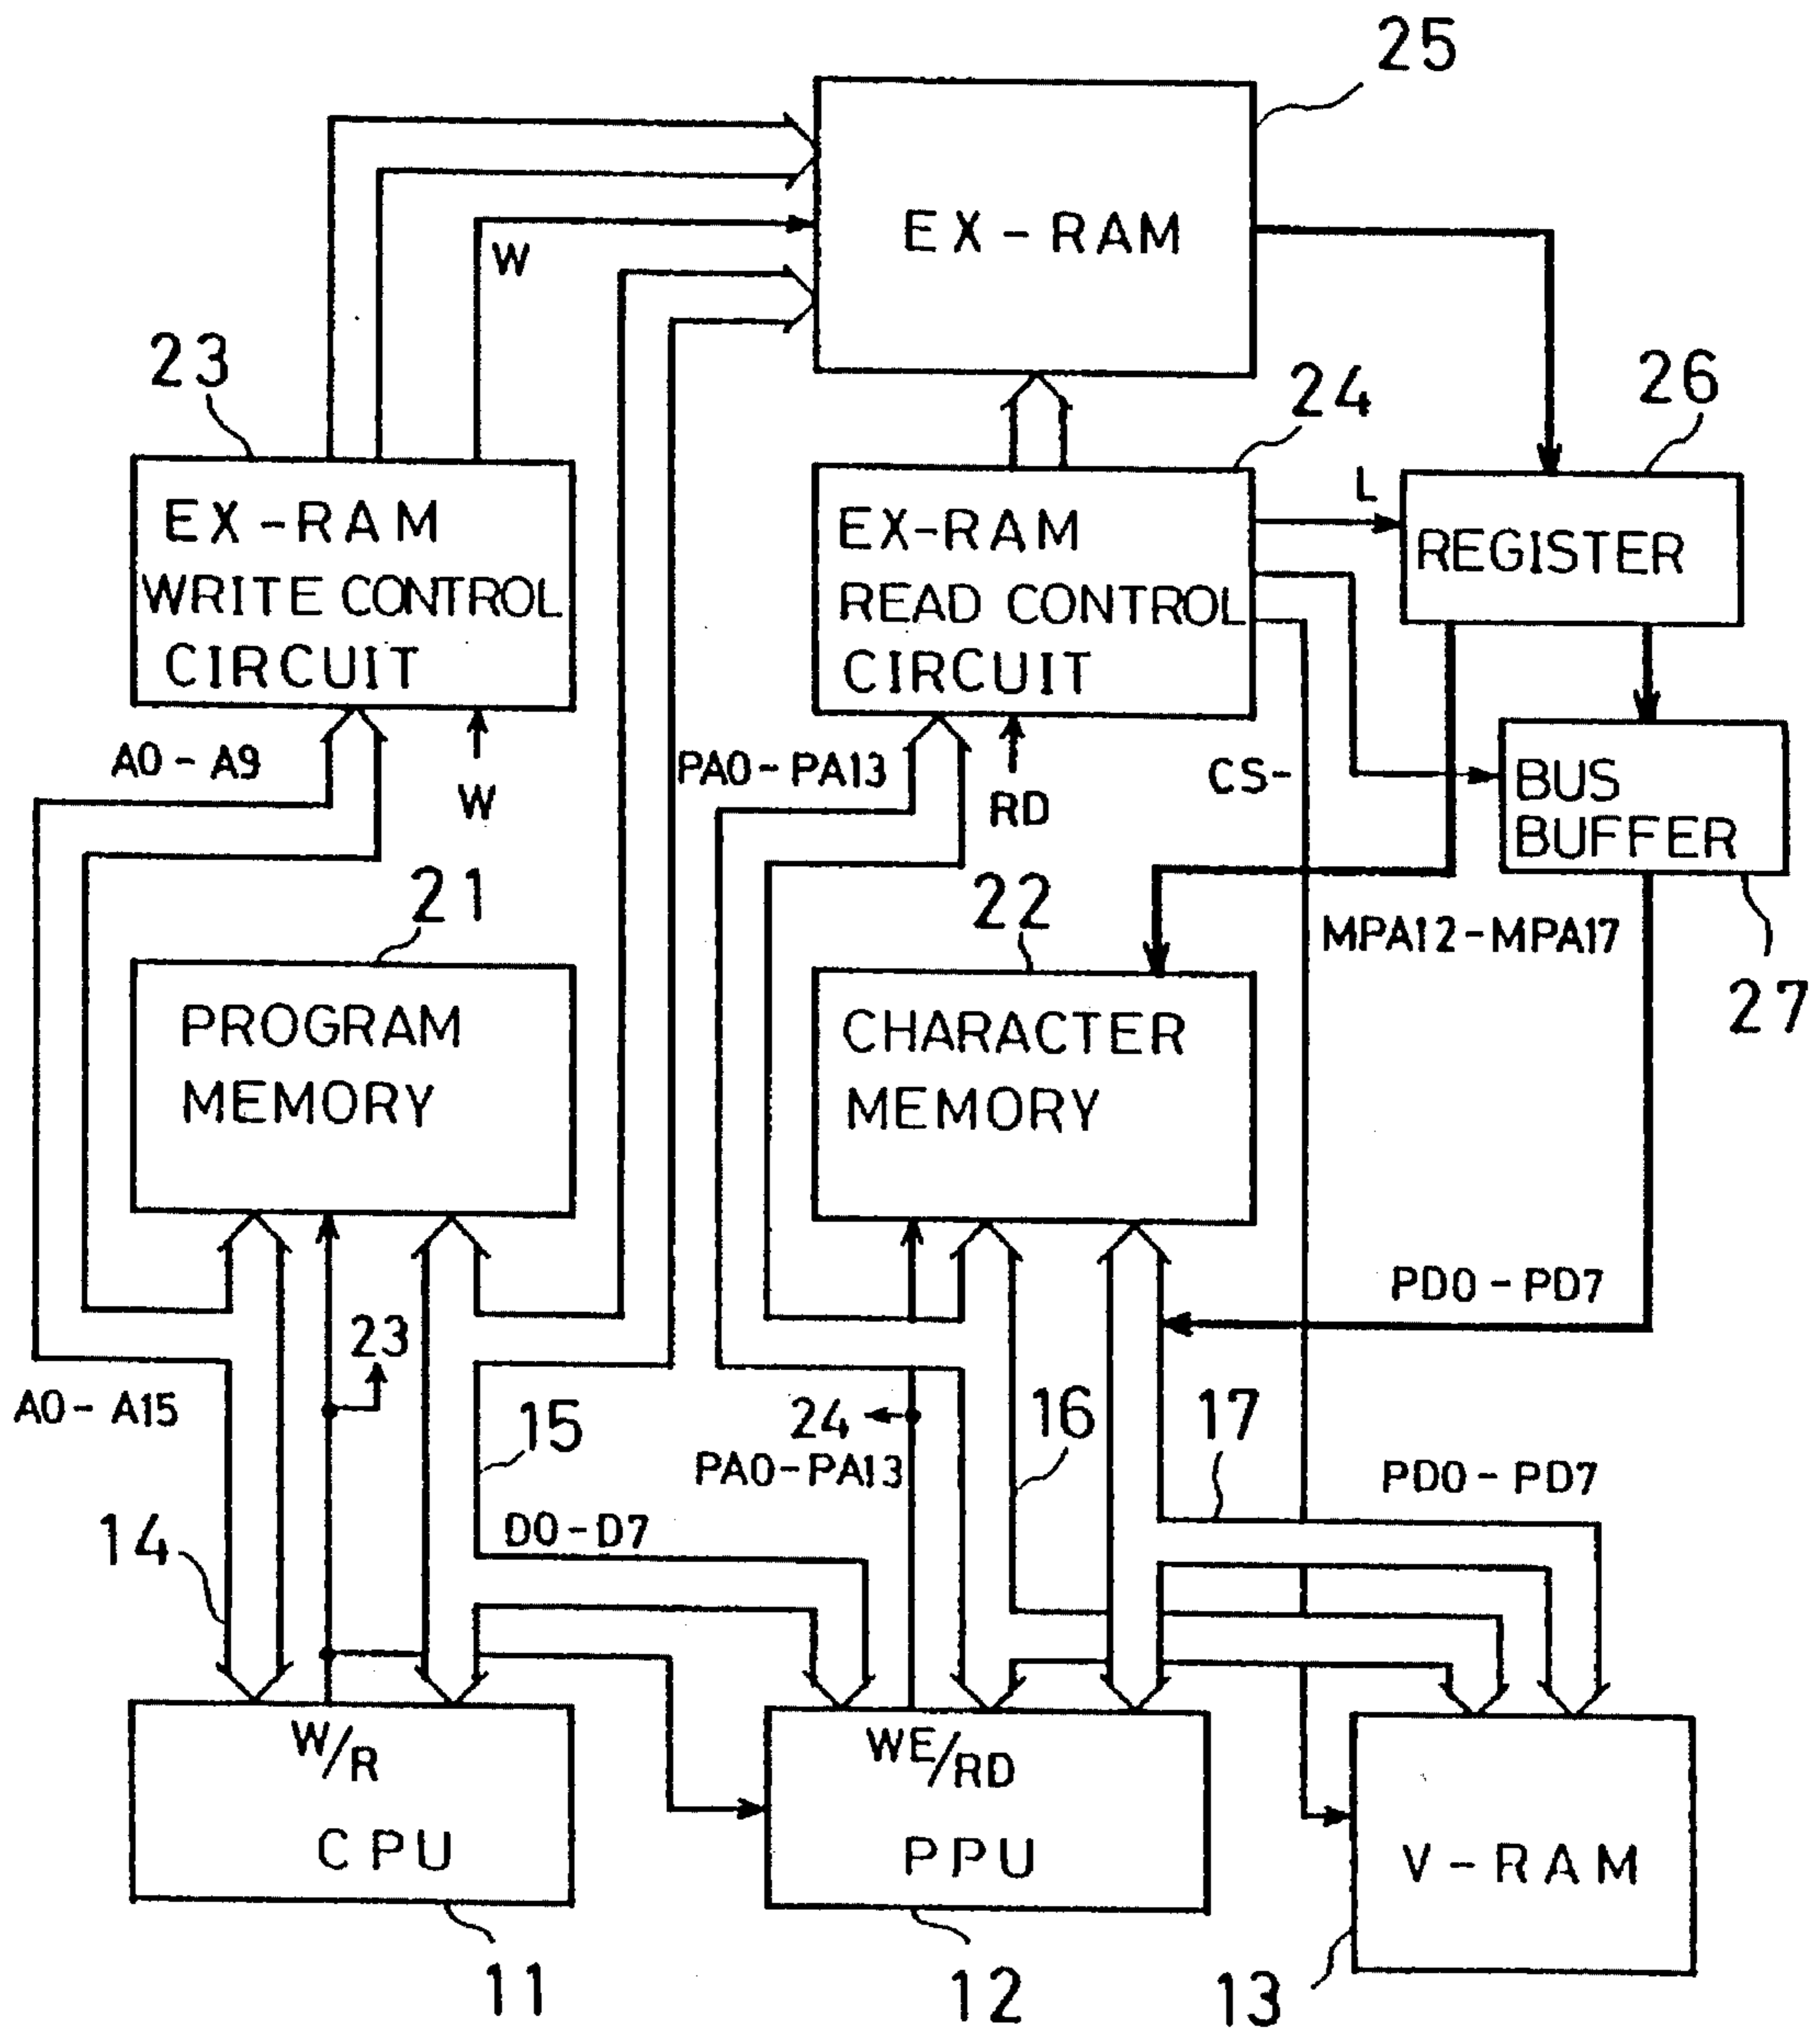 25
EX-RAM
W
23
24
26
EX-RAM
WRITE CONTROL
CIRCUIT
EX-RAM
READ CONTROL
CIRCUIT
L
REGISTER
A0-A9
W
PA0-PA13
RD
CS-
BUS
BUFFER
21
22
MPA12-MPA17
27
PROGRAM
MEMORY
CHARACTER
MEMORY
PD0-PD7
23
A0-A15
15
24
PA0-PA13
16
17
PD0-PD7
14
D0-D7
W/R
CPU
WE/RD
PPU
V-RAM
11
12
13